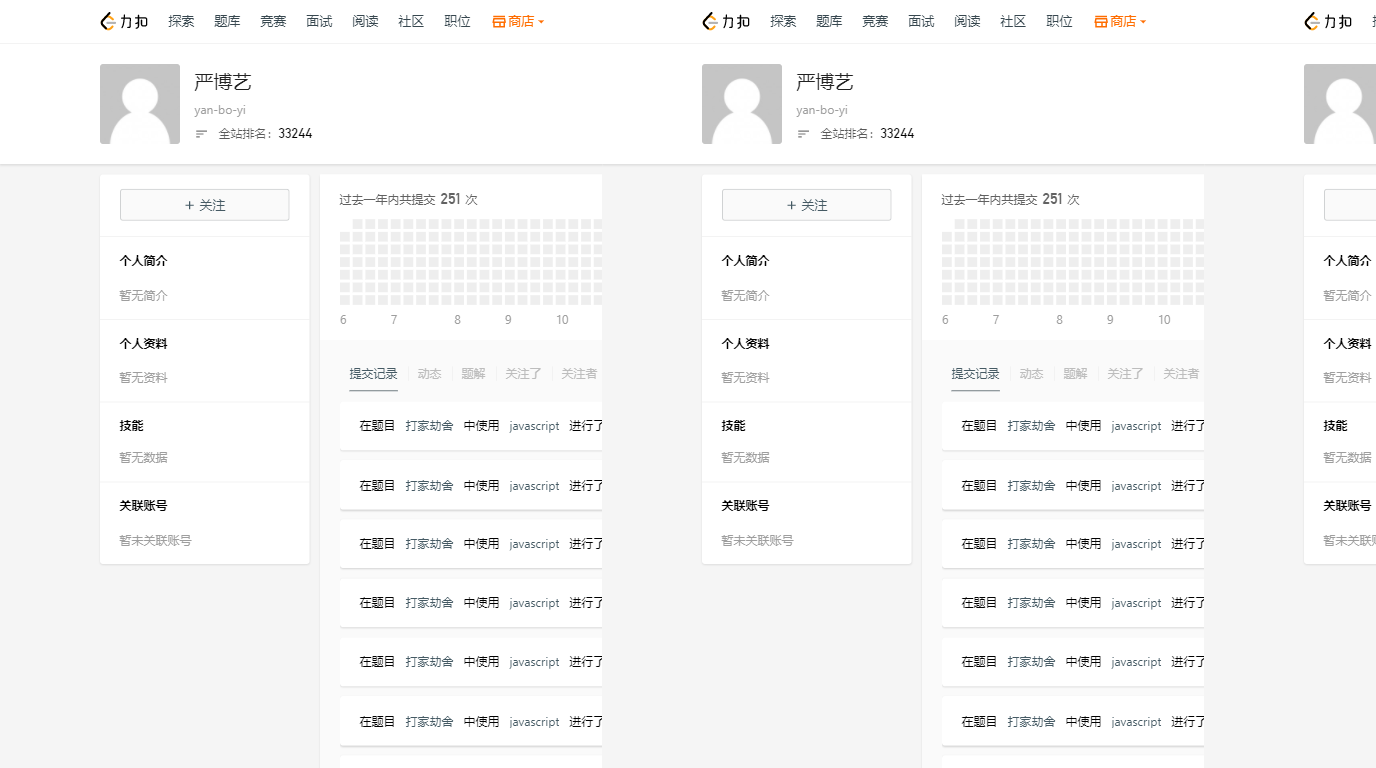 力扣 探索 题库 竞赛 面试 阅读 社区 职位 商店 力扣 探索 题库 竞赛 面试 阅读 社区 职位 商店 力扣
严博艺 严博艺
yan-bo-yi yan-bo-yi
全站排名: 33244 全站排名: 33244
+ 关注 过去一年内共提交 251 次 + 关注 过去一年内共提交 251 次
个人简介 个人简介 个人简介
暂无简介 暂无简介 暂无简介
6 7 8 9 10 6 7 8 9 10
个人资料 个人资料 个人资料
暂无资料 提交记录 动态 题解 关注了 关注者 暂无资料 提交记录 动态 题解 关注了 关注者 暂无资料
技能 在题目 打家劫舍 中使用 javascript 进行了 技能 在题目 打家劫舍 中使用 javascript 进行了 技能
暂无数据 暂无数据 暂无数据
在题目 打家劫舍 中使用 javascript 进行了 在题目 打家劫舍 中使用 javascript 进行了
关联账号 关联账号 关联账号
暂未关联账号 在题目 打家劫舍 中使用 javascript 进行了 暂未关联账号 在题目 打家劫舍 中使用 javascript 进行了 暂未关联
在题目 打家劫舍 中使用 javascript 进行了 在题目 打家劫舍 中使用 javascript 进行了
在题目 打家劫舍 中使用 javascript 进行了 在题目 打家劫舍 中使用 javascript 进行了
在题目 打家劫舍 中使用 javascript 进行了 在题目 打家劫舍 中使用 javascript 进行了